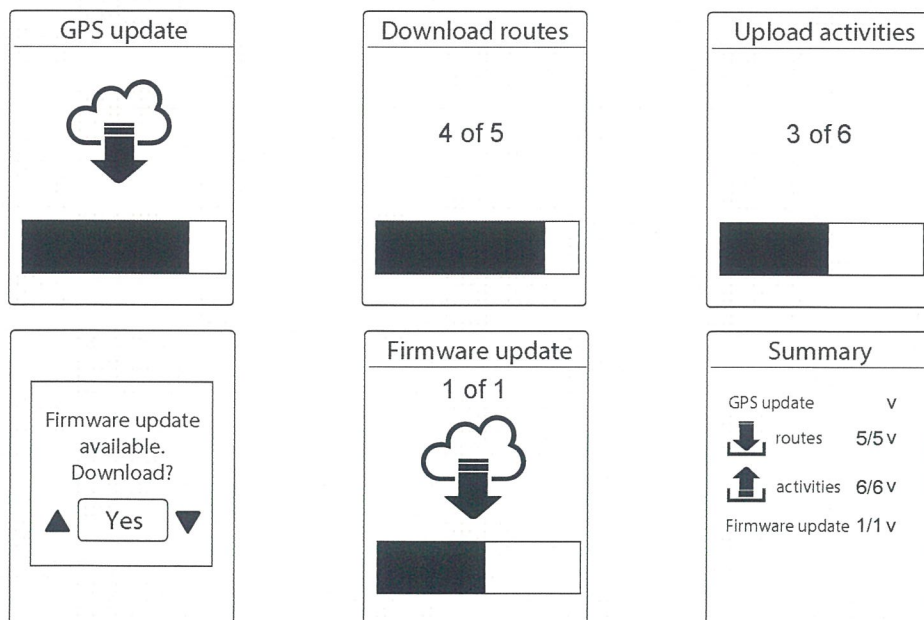 GPS update
Download routes
4 of 5
Upload activities
3 of 6
Firmware update
available.
Download?
Yes
Firmware update
1 of 1
Summary
GPS update v
routes 5/5 v
activities 6/6 v
Firmware update 1/1 v